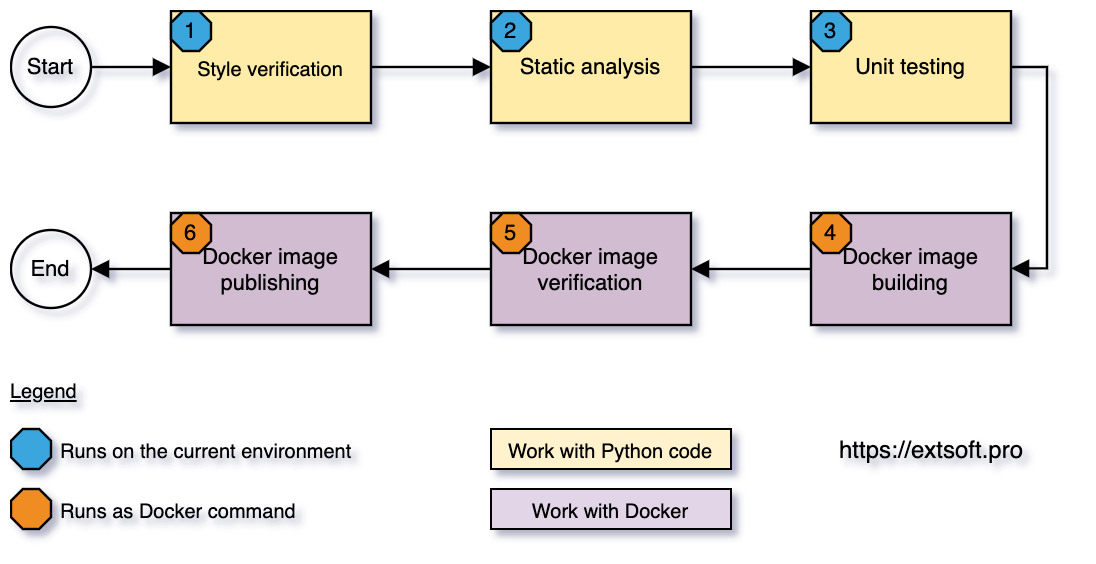 Start
1
Style verification
2
Static analysis
3
Unit testing
End
6
Docker image
publishing
5
Docker image
verification
4
Docker image
building
Legend
Runs on the current environment
Work with Python code
https://extsoft.pro
Runs as Docker command
Work with Docker